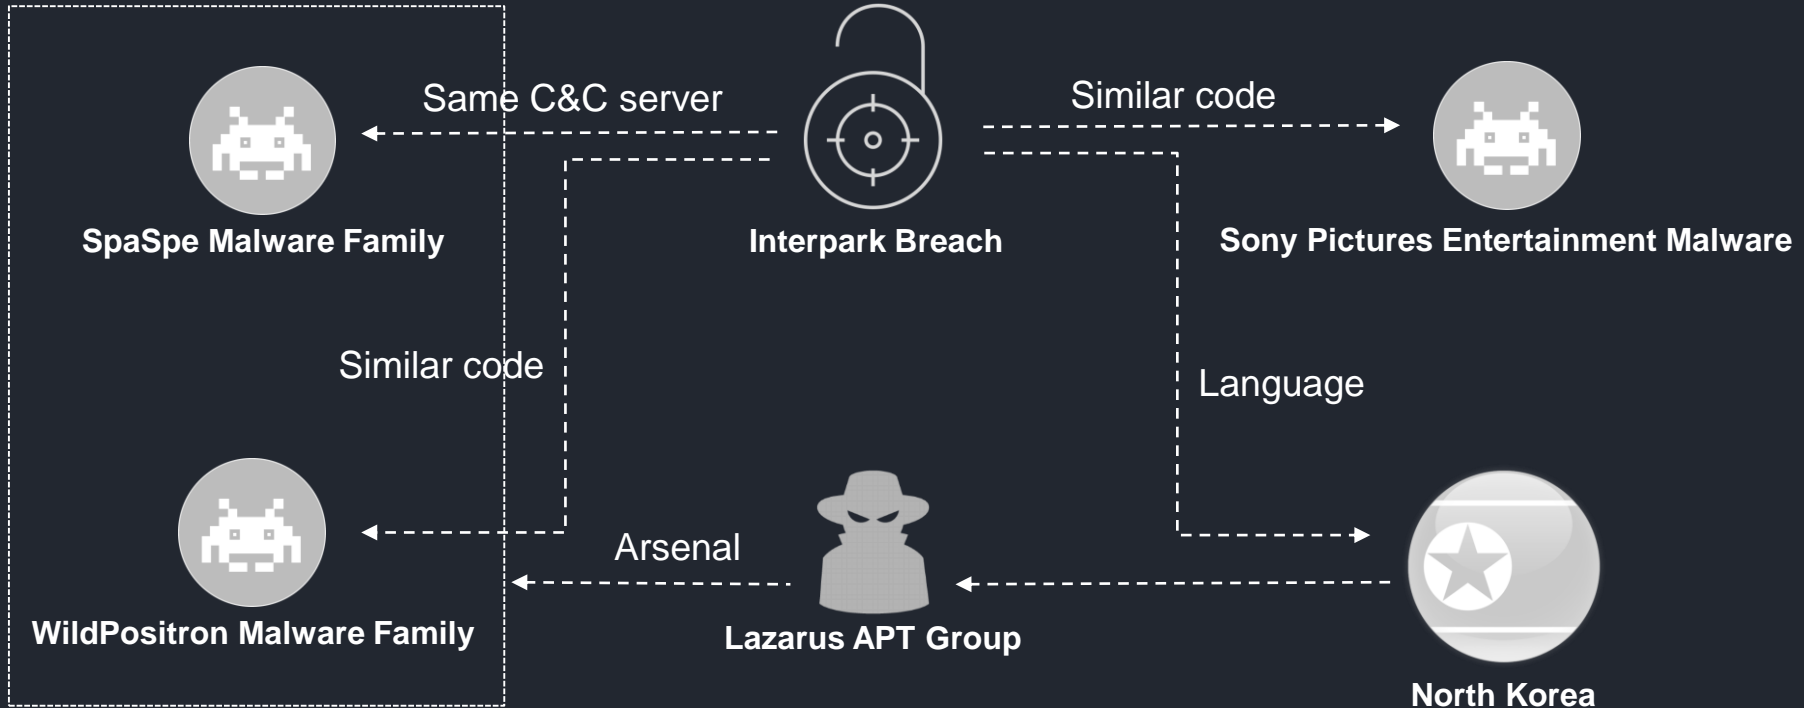 Same C&C server
Similar code
SpaSpe Malware Family
Interpark Breach
Sony Pictures Entertainment Malware
Similar code
Language
Arsenal
WildPositron Malware Family
Lazarus APT Group
North Korea